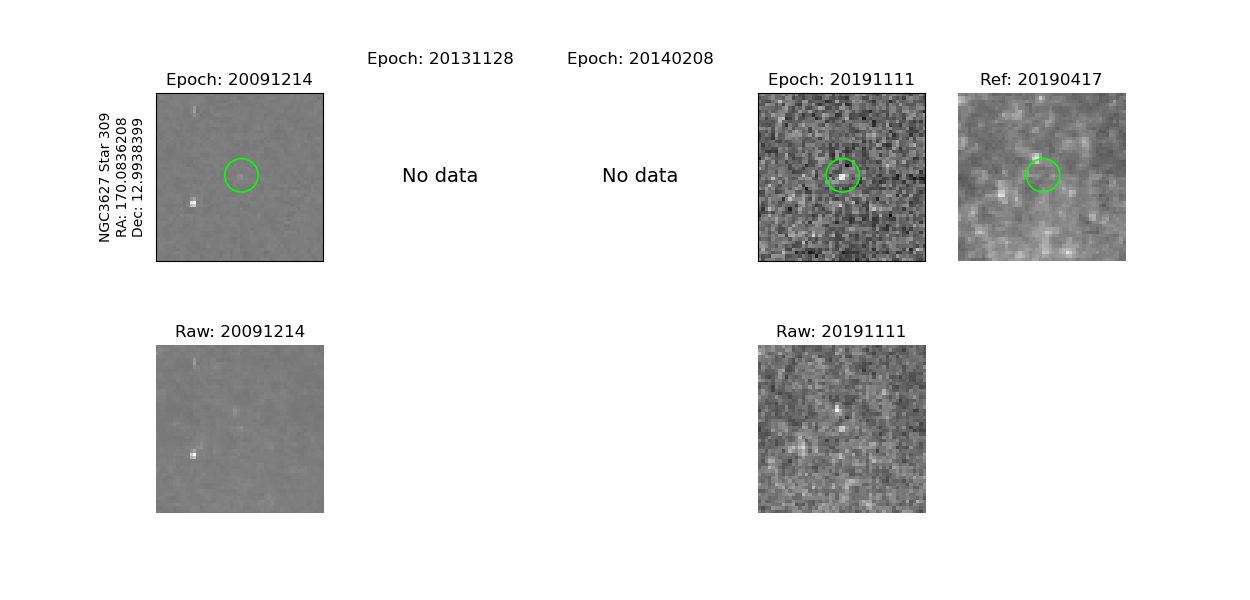 Epoch: 20131128
Epoch: 20140208
Epoch: 20091214
Epoch: 20191111
Ref: 20190417
NGC3627 Star 309
RA: 170.0836208
Dec: 12.9938399
No data
No data
Raw: 20091214
Raw: 20191111